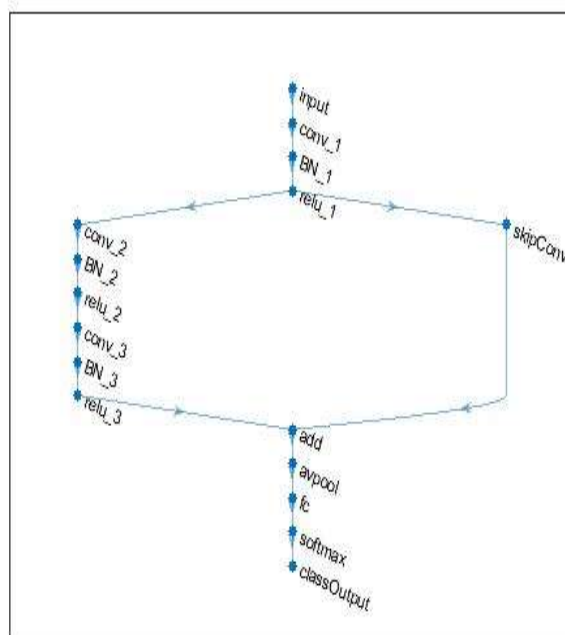 input
conv_1
BN_1
relu_1
conv_2
BN_2
relu_2
conv_3
BN_3
relu_3
skipConv
add
avpool
fc
softmax
classOutput